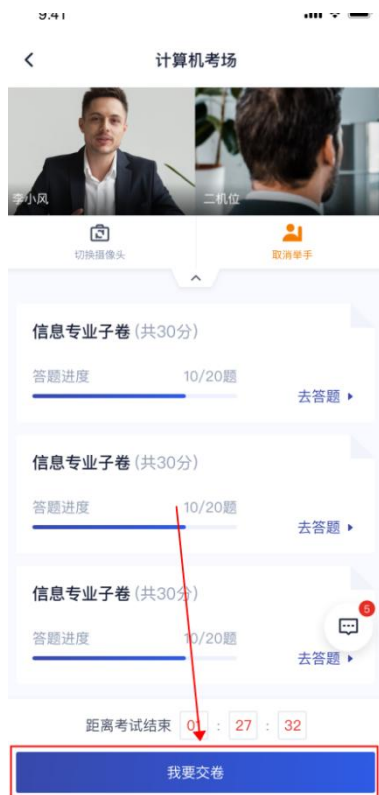 9:41
计算机考场
李小风
二机位
切换摄像头
取消举手
信息专业子卷 (共30分)
答题进度 10/20题
去答题
信息专业子卷 (共30分)
答题进度 10/20题
去答题
信息专业子卷 (共30分)
5
答题进度 10/20题
去答题
距离考试结束 01 : 27 : 32
我要交卷